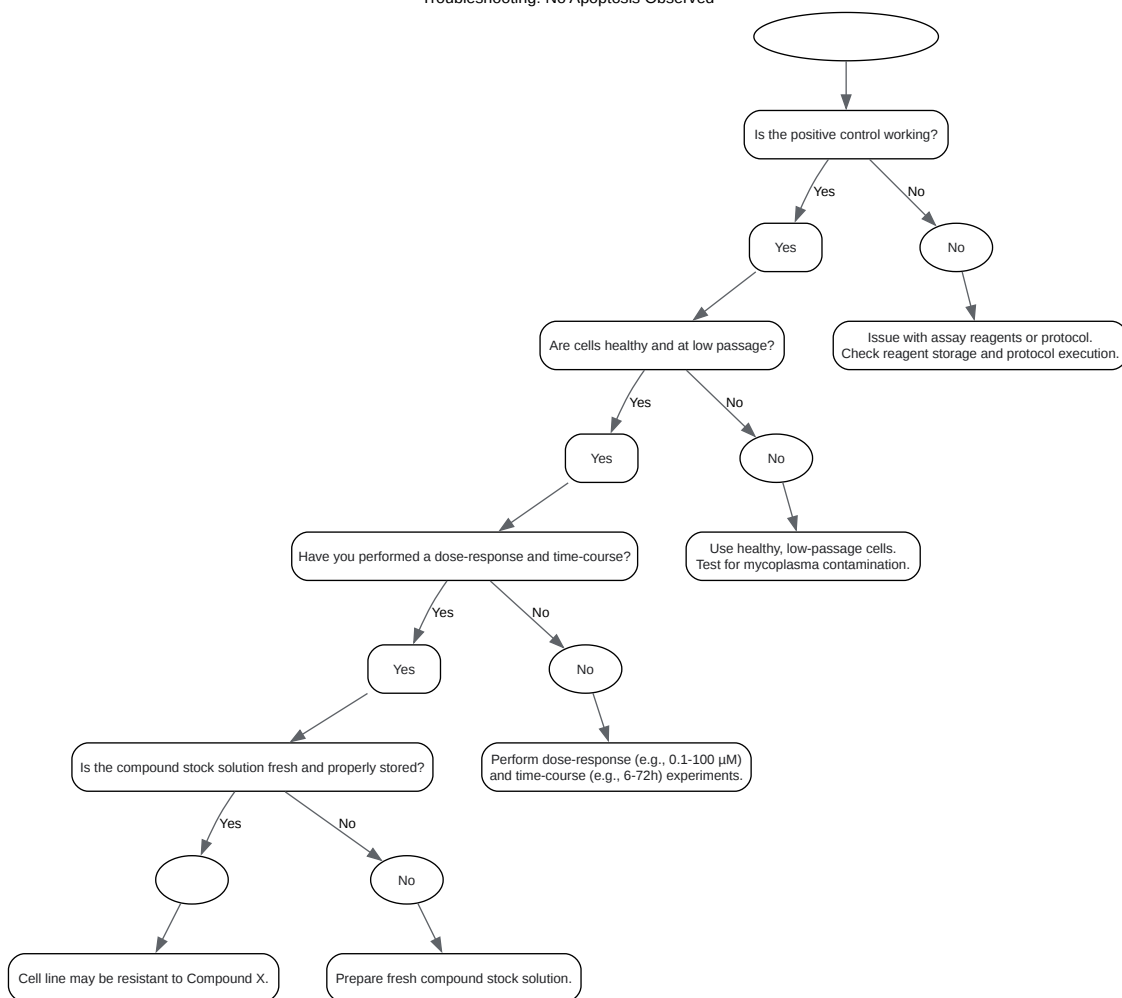 Troubleshooting: No Apoptosis Observed
Is the positive control working?
Yes
No
Yes
No
Are cells healthy and at low passage?
Issue with assay reagents or protocol.
Check reagent storage and protocol execution.
Yes
No
Yes
No
Have you performed a dose-response and time-course?
Use healthy, low-passage cells.
Test for mycoplasma contamination.
Yes
No
Yes
No
Is the compound stock solution fresh and properly stored?
Perform dose-response (e.g., 0.1-100 µM)
and time-course (e.g., 6-72h) experiments.
Yes
No
No
Cell line may be resistant to Compound X.
Prepare fresh compound stock solution.